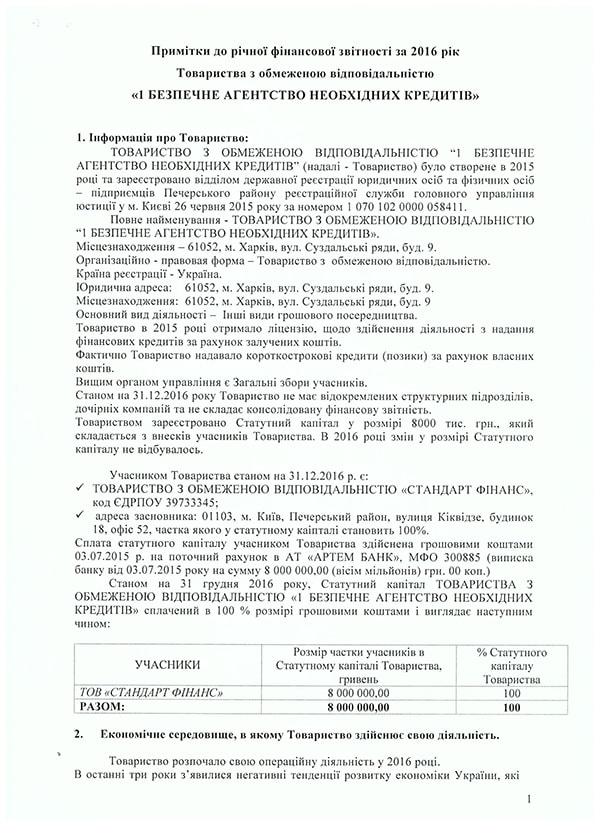 Примітки до річної фінансової звітності за 2016 рік
Товариства з обмеженою відповідальністю
«1 БЕЗПЕЧНЕ АГЕНТСТВО НЕОБХІДНИХ КРЕДИТІВ»
1. Інформація про Товариство:
ТОВАРИСТВО З ОБМЕЖЕНОЮ ВІДПОВІДАЛЬНІСТЮ “1 БЕЗПЕЧНЕ
АГЕНТСТВО НЕОБХІДНИХ КРЕДИТІВ” (надалі - Товариство) було створене в 2015
році та зареєстровано відділом державної реєстрації юридичних осіб та фізичних осіб
– підприємців Печерського району реєстраційної служби головного управління
юстиції у м. Києві 26 червня 2015 року за номером 1 070 102 0000 058411.
Повне найменування - ТОВАРИСТВО З ОБМЕЖЕНОЮ ВІДПОВІДАЛЬНІСТЮ
“1 БЕЗПЕЧНЕ АГЕНТСТВО НЕОБХІДНИХ КРЕДИТІВ».
Місцезнаходження – 61052, м. Харків, вул. Суздальські ряди, буд. 9.
Організаційно - правова форма – Товариство з обмеженою відповідальністю.
Країна реєстрації - Україна.
Юридична адреса: 61052, м. Харків, вул. Суздальські ряди, буд. 9.
Місцезнаходження: 61052, м. Харків, вул. Суздальські ряди, буд. 9
Основний вид діяльності – Інші види грошового посередництва.
Товариство в 2015 році отримало ліцензію, щодо здійснення діяльності з надання
фінансових кредитів за рахунок залучених коштів.
Фактично Товариство надавало короткострокові кредити (позики) за рахунок власних
коштів.
Вищим органом управління є Загальні збори учасників.
Станом на 31.12.2016 року Товариство не має відокремлених структурних підрозділів,
дочірніх компаній та не складає консолідовану фінансову звітність.
Товариством зареєстровано Статутний капітал у розмірі 8000 тис. грн., який
складається з внесків учасників Товариства. В 2016 році змін у розмірі Статутного
капіталу не відбувалось.
Учасником Товариства станом на 31.12.2016 р. є:
✓ ТОВАРИСТВО З ОБМЕЖЕНОЮ ВІДПОВІДАЛЬНІСТЮ «СТАНДАРТ ФІНАНС»,
код ЄДРПОУ 39733345;
✓ адреса засновника: 01103, м. Київ, Печерський район, вулиця Кіквідзе, будинок
18, офіс 52, частка якого у статутному каіпталі становить 100%.
Сплата статутного капіталу учасником Товариства здійснена грошовими коштами
03.07.2015 р. на поточний рахунок в АТ «АРТЕМ БАНК», МФО 300885 (виписка
банку від 03.07.2015 року на сумму 8 000 000,00 (вісім мільйонів) грн. 00 коп.)
Станом на 31 грудня 2016 року, Статутний капітал ТОВАРИСТВА З
ОБМЕЖЕНОЮ ВІДПОВІДАЛЬНІСТЮ «1 БЕЗПЕЧНЕ АГЕНТСТВО НЕОБХІДНИХ
КРЕДИТІВ» сплачений в 100 % розмірі грошовими коштами і виглядає наступним
чином:
УЧАСНИКИ
Розмір частки учасників в
Статутному капіталі Товариства,
гривень
% Статутного
капіталу
Товариства
ТОВ «СТАНДАРТ ФІНАНС» 8 000 000,00 100
РАЗОМ: 8 000 000,00 100
2. Економічне середовище, в якому Товариство здійснює свою діяльність.
Товариство розпочало свою операційну діяльність у 2016 році.
В останні три роки з’явилися негативні тенденції розвитку економіки України, які
1